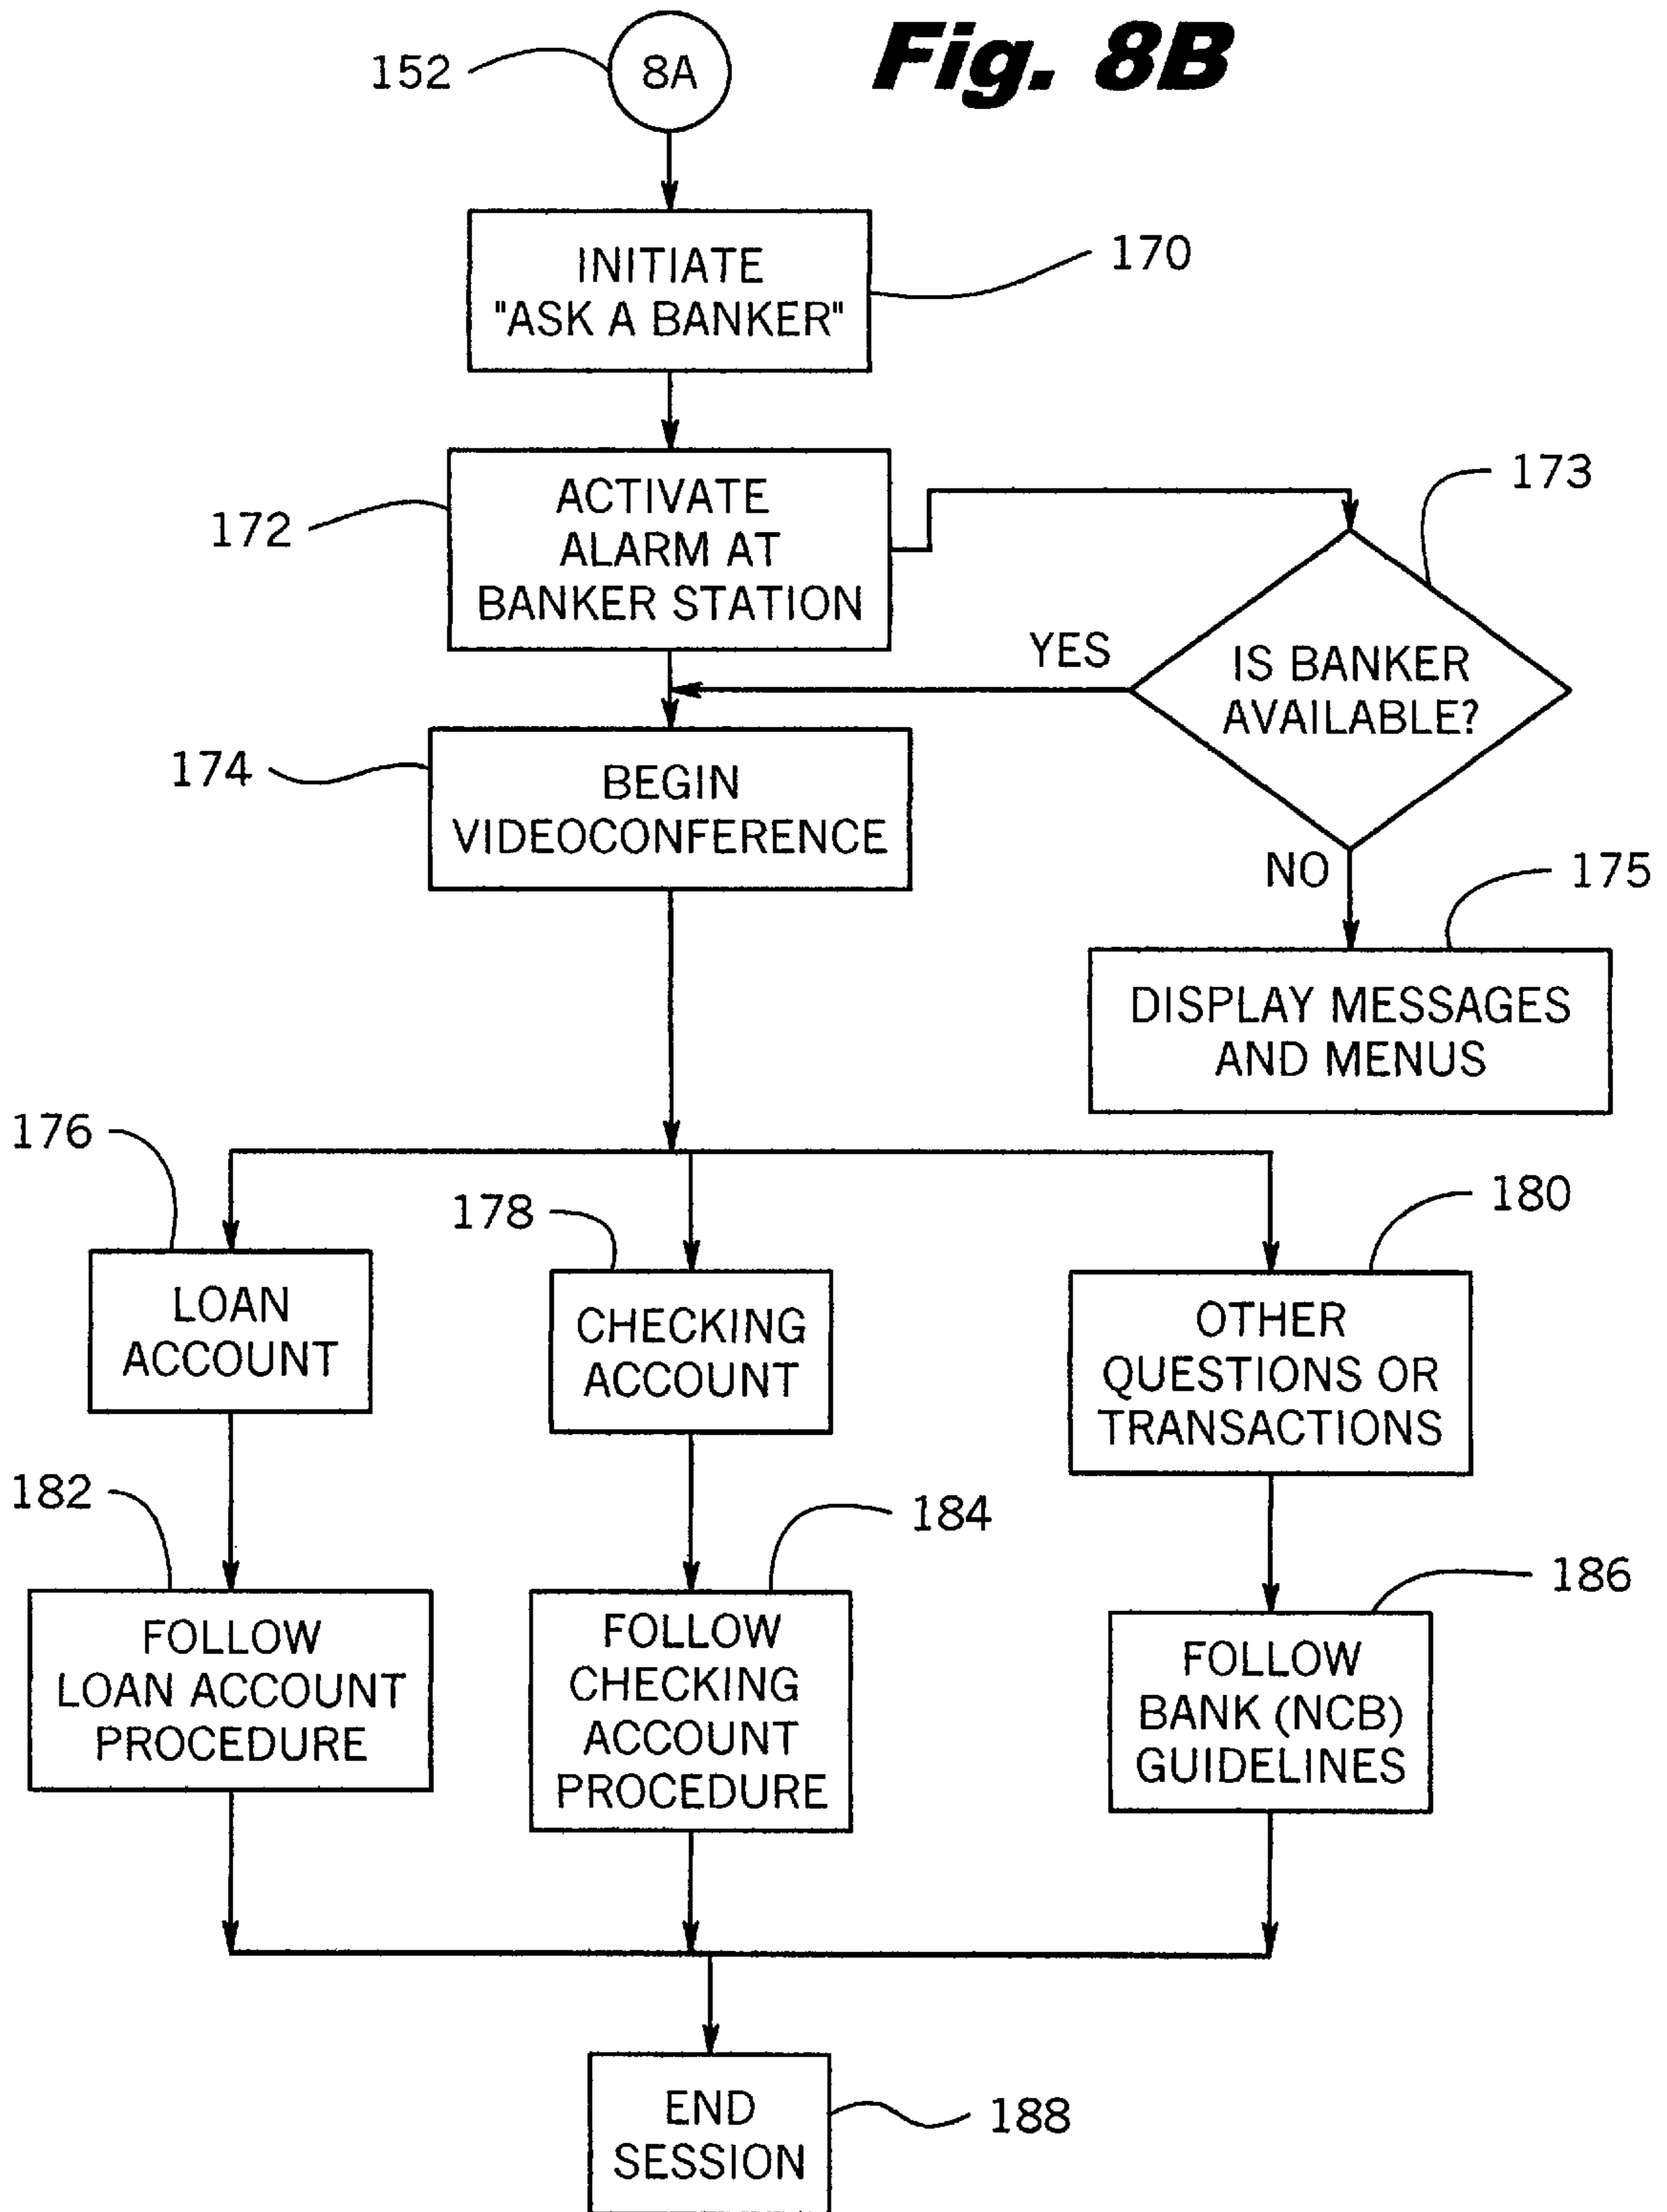 Fig. 8B
152
8A
INITIATE
"ASK A BANKER"
170
ACTIVATE
ALARM AT
BANKER STATION
172
173
IS BANKER
AVAILABLE?
YES
NO
174
BEGIN
VIDEOCONFERENCE
175
DISPLAY MESSAGES
AND MENUS
176
LOAN
ACCOUNT
178
CHECKING
ACCOUNT
180
OTHER
QUESTIONS OR
TRANSACTIONS
182
FOLLOW
LOAN ACCOUNT
PROCEDURE
184
FOLLOW
CHECKING
ACCOUNT
PROCEDURE
186
FOLLOW
BANK (NCB)
GUIDELINES
END
SESSION
188